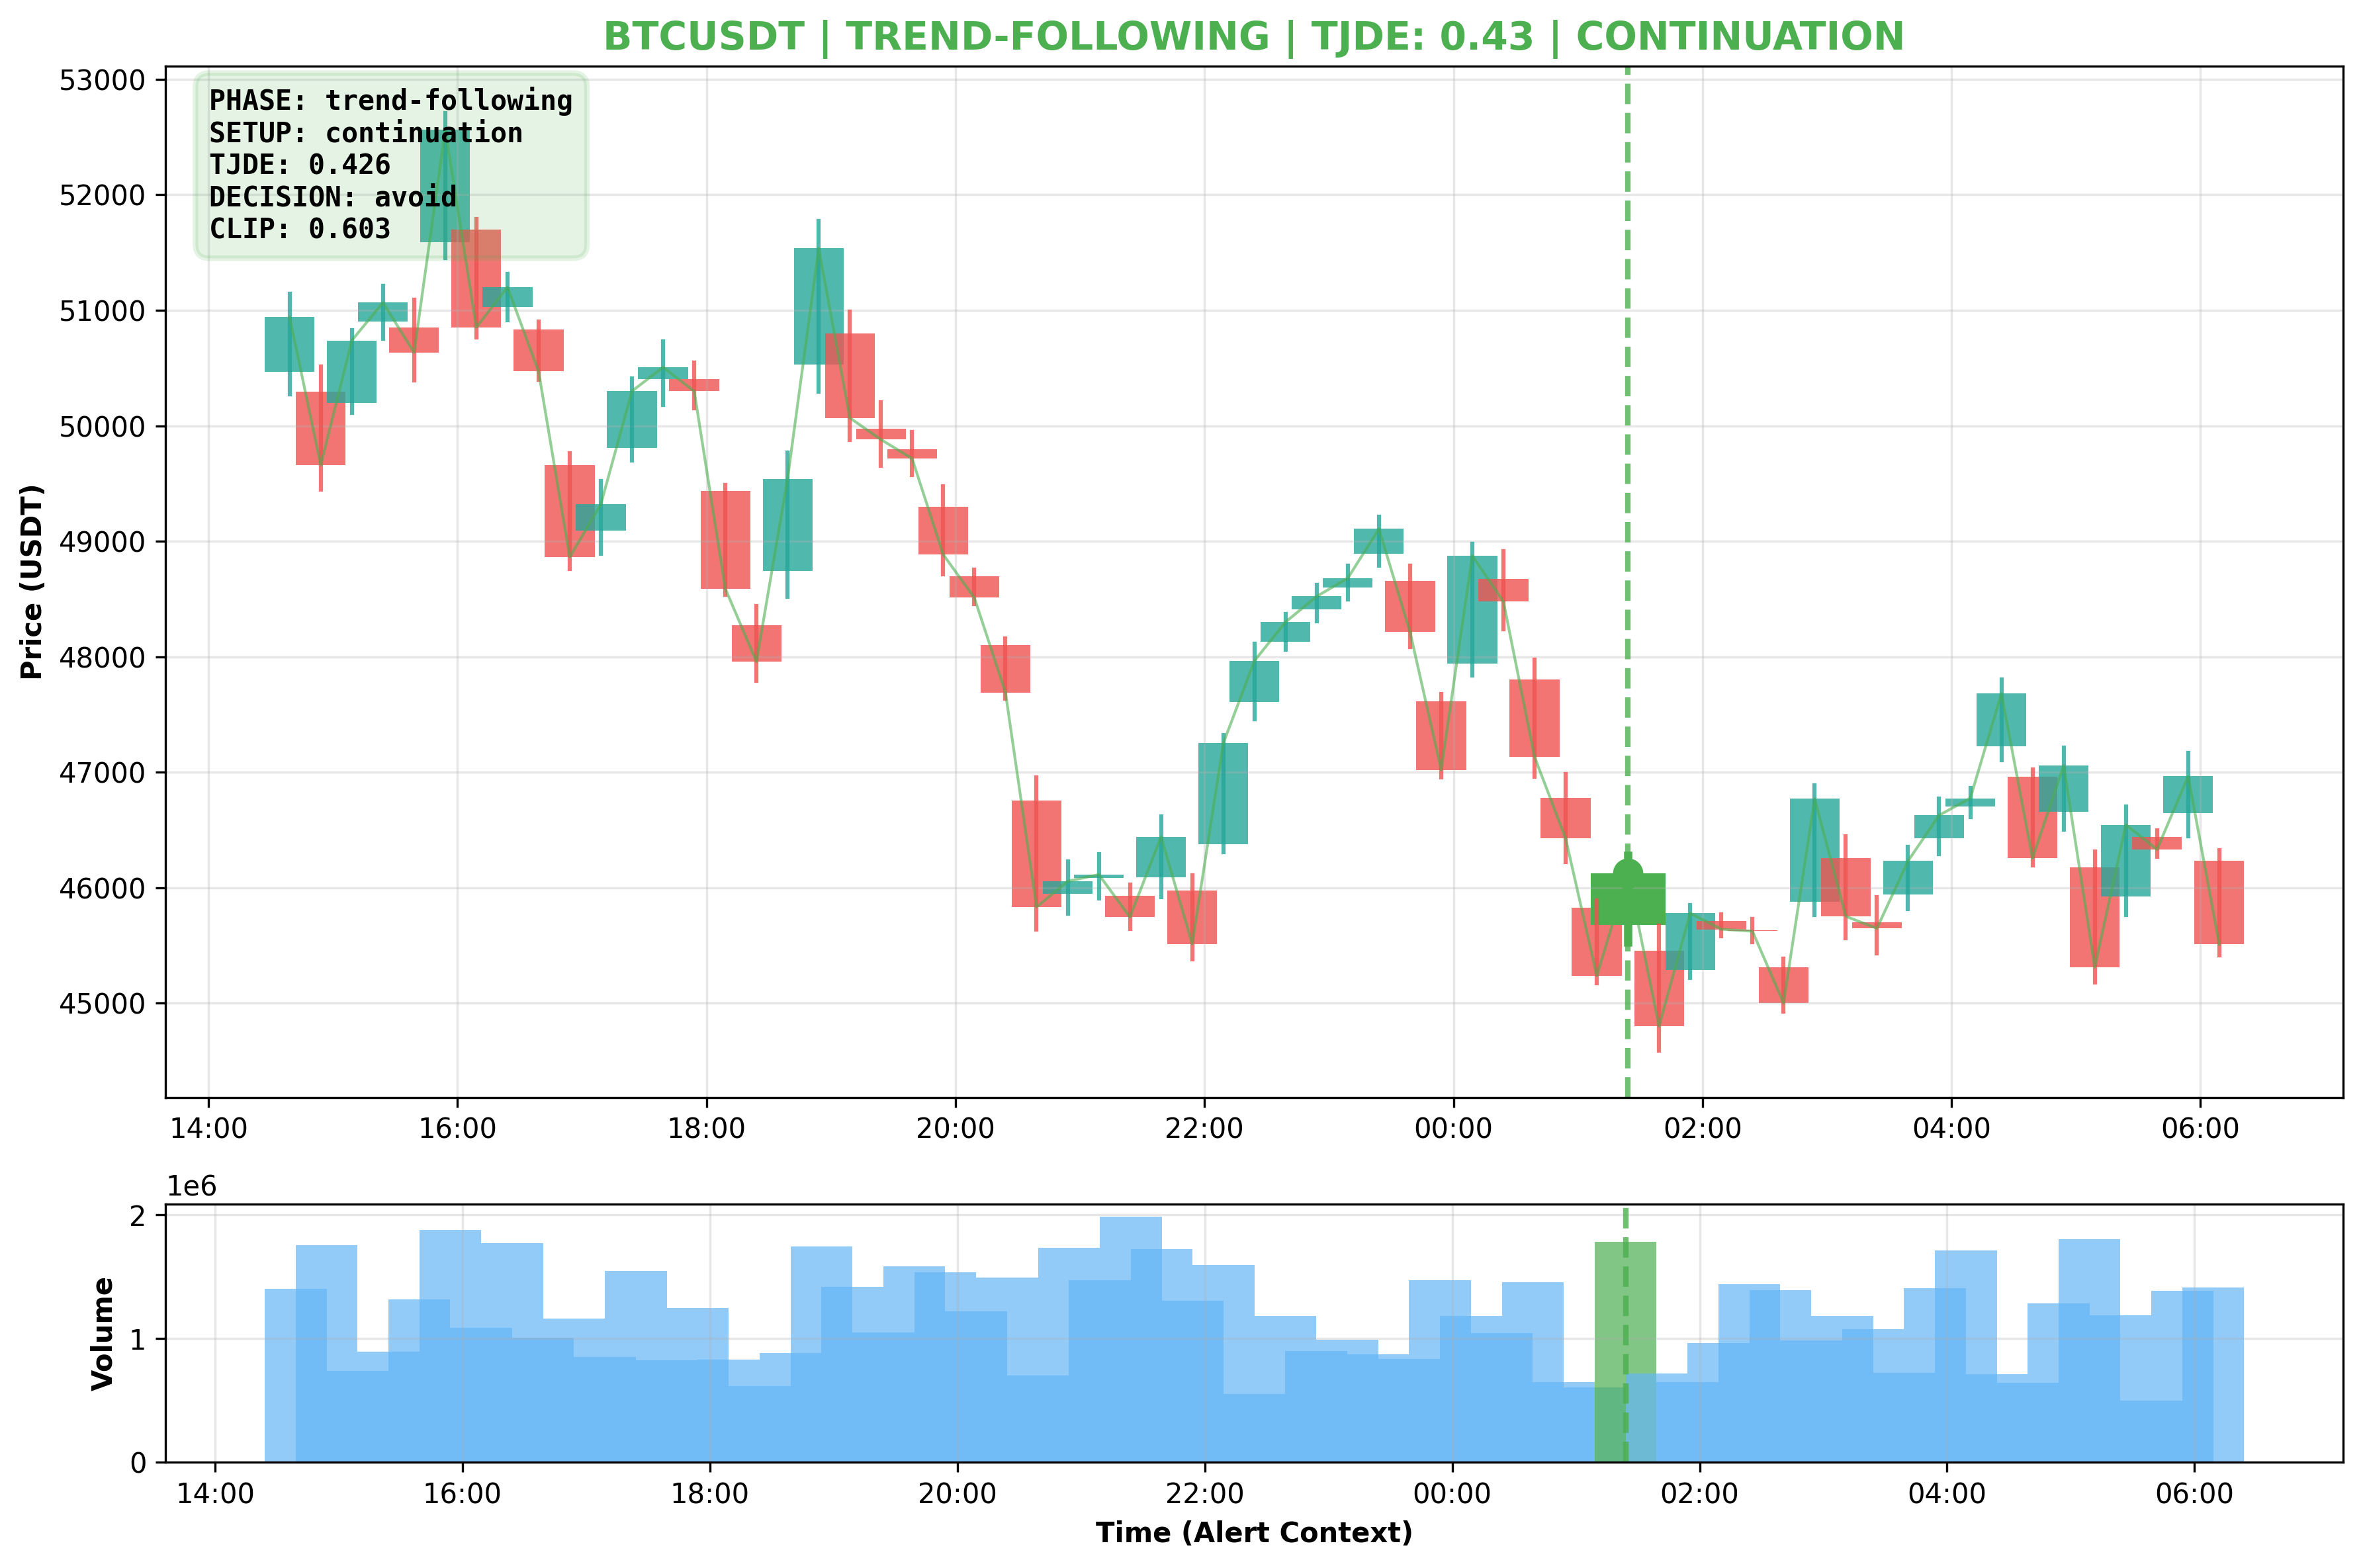 BTCUSDT | TREND-FOLLOWING | TJDE: 0.43 | CONTINUATION
PHASE: trend-following
SETUP: continuation
TJDE: 0.426
DECISION: avoid
CLIP: 0.603
Price (USDT)
53000
52000
51000
50000
49000
48000
47000
46000
45000
14:00 16:00 18:00 20:00 22:00 00:00 02:00 04:00 06:00
1e6
Volume
2
1
0
14:00 16:00 18:00 20:00 22:00 00:00 02:00 04:00 06:00
Time (Alert Context)